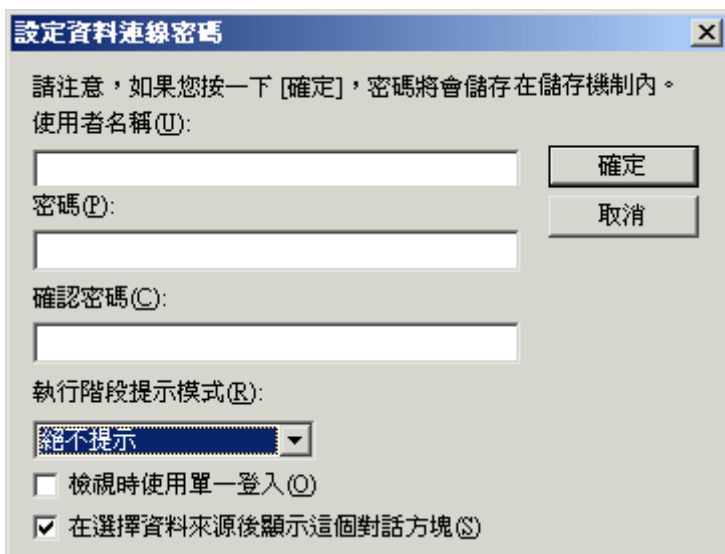 設定資料連線密碼
請注意，如果您按一下 [確定]，密碼將會儲存在儲存機制內。
使用者名稱(U):
確定
密碼(P):
取消
確認密碼(C):
執行階段提示模式(R):
絕不提示
檢視時使用單一登入(O)
在選擇資料來源後顯示這個對話方塊(S)